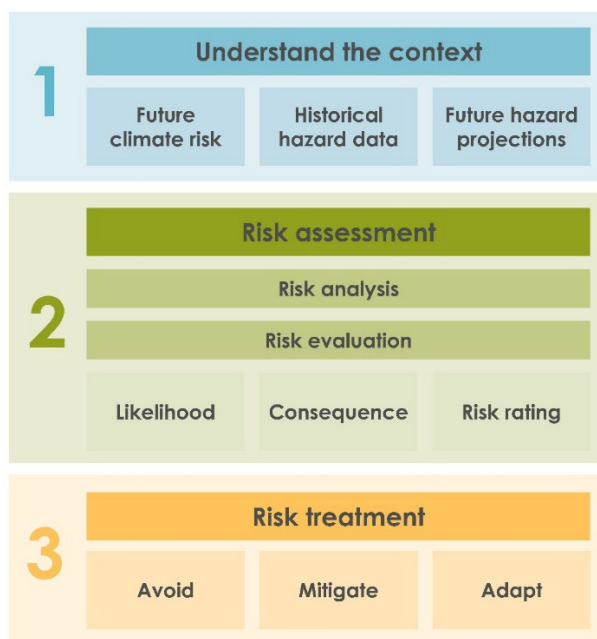 1
Understand the context
Future
climate risk
Historical
hazard data
Future hazard
projections
2
Risk assessment
Risk analysis
Risk evaluation
Likelihood
Consequence
Risk rating
3
Risk treatment
Avoid
Mitigate
Adapt